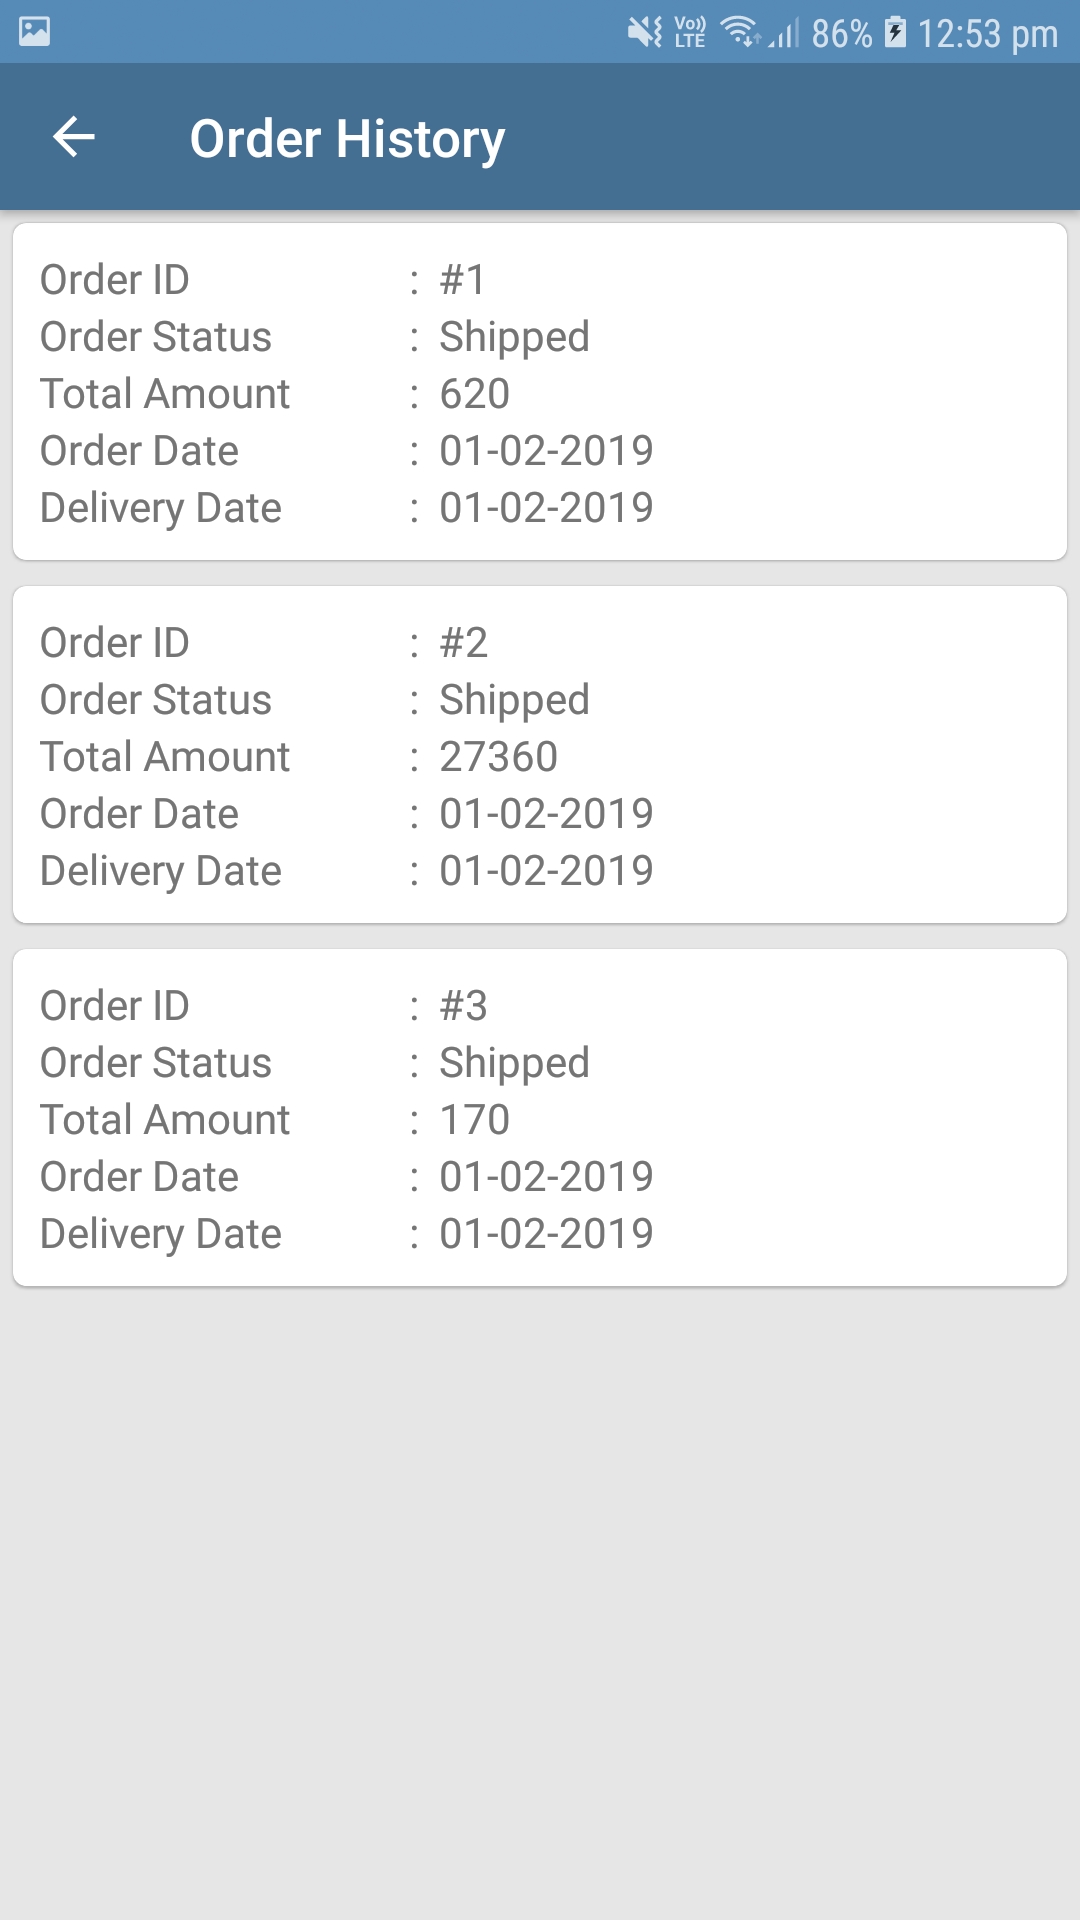 Vo)) LTE 86% 12:53 pm
Order History
Order ID : #1
Order Status : Shipped
Total Amount : 620
Order Date : 01-02-2019
Delivery Date : 01-02-2019
Order ID : #2
Order Status : Shipped
Total Amount : 27360
Order Date : 01-02-2019
Delivery Date : 01-02-2019
Order ID : #3
Order Status : Shipped
Total Amount : 170
Order Date : 01-02-2019
Delivery Date : 01-02-2019